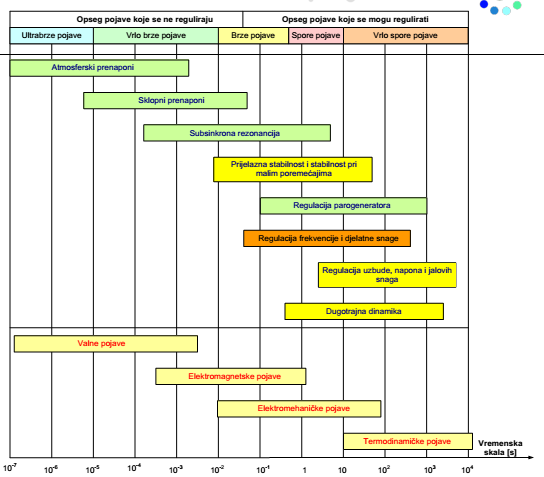 Opseg pojave koje se ne reguliraju
Opseg pojave koje se mogu regulirati
Ultrabrze pojave
Vrlo brze pojave
Brze pojave
Spore pojave
Vrlo spore pojave
Atmosferski prenaponi
Sklopni prenaponi
Subsinkrona rezonancija
Prijelazna stabilnost i stabilnost pri
malim poremećajima
Regulacija parogeneratora
Regulacija frekvencije i djelatne snage
Regulacija uzbude, napona i jalovih
snaga
Dugotrajna dinamika
Valne pojave
Elektromagnetske pojave
Elektromehaničke pojave
Termodinamičke pojave
Vremenska
skala [s]
10⁻⁷ 10⁻⁶ 10⁻⁵ 10⁻⁴ 10⁻³ 10⁻² 10⁻¹ 1 10 10² 10³ 10⁴